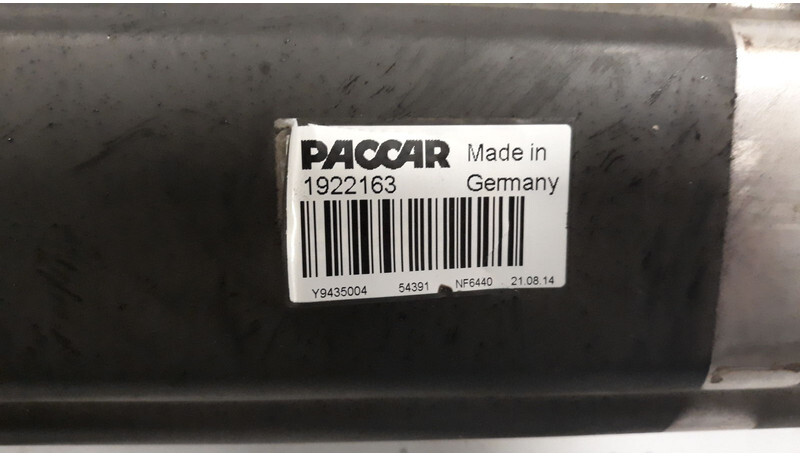 PACCAR Made in
1922163 Germany
Y9435004 54391 NF6440 21.08.14